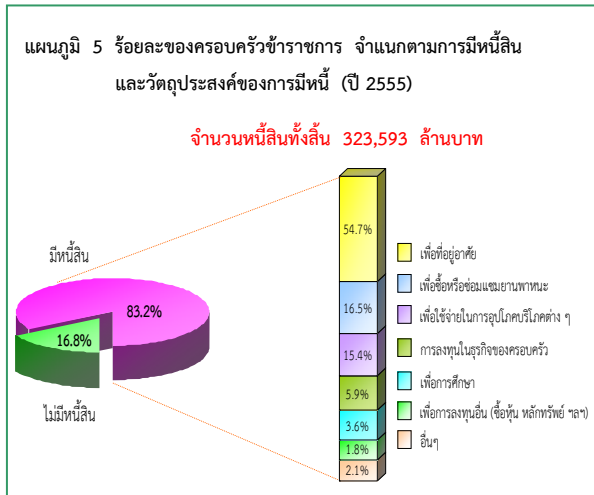 แผนภูมิ 5 ร้อยละของครอบครัวข้าราชการ จำแนกตามการมีหนี้สิน
และวัตถุประสงค์ของการมีหนี้ (ปี 2555)
จำนวนหนี้สินทั้งสิ้น 323,593 ล้านบาท
มีหนี้สิน
83.2%
16.8%
ไม่มีหนี้สิน
54.7%
16.5%
15.4%
5.9%
3.6%
1.8%
2.1%
เพื่อที่อยู่อาศัย
เพื่อซื้อหรือซ่อมแซมยานพาหนะ
เพื่อใช้จ่ายในการอุปโภคบริโภคต่าง ๆ
การลงทุนในธุรกิจของครอบครัว
เพื่อการศึกษา
เพื่อการลงทุนอื่น (ซื้อหุ้น หลักทรัพย์ ฯลฯ)
อื่นๆ